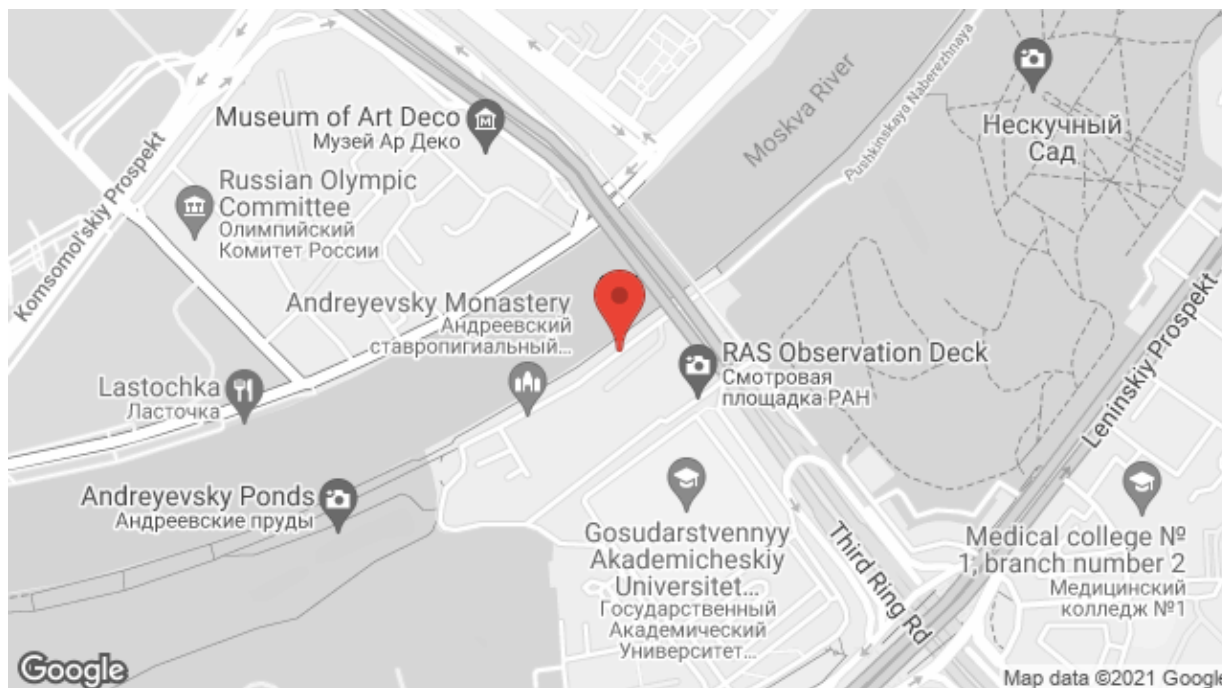 Museum of Art Deco
Музей Ар Деко
Moskva River
Pushkinskaya Naberezhnaya
Нескучный
Сад
Komsomol'skiy Prospekt
Russian Olympic
Committee
Олимпийский
Комитет России
Andreyevsky Monastery
Андреевский
ставропигиальный...
RAS Observation Deck
Смотровая
площадка РАН
Leninskiy Prospekt
Lastochka
Ласточка
Andreyevsky Ponds
Андреевские пруды
Gosudarstvennyy
Akademicheskiy
Universitet...
Государственный
Академический
Университет...
Third Ring Rd
Medical college №
1, branch number 2
Медицинский
колледж №1
Google
Map data ©2021 Google